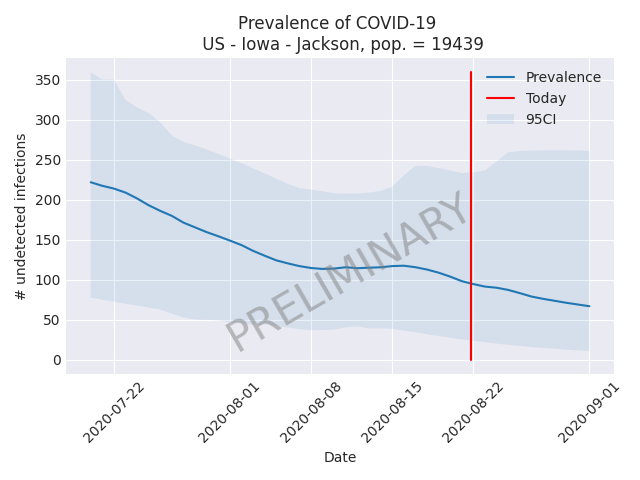 Prevalence of COVID-19
US - Iowa - Jackson, pop. = 19439
Prevalence
Today
95CI
350
300
250
200
150
100
50
0
# undetected infections
PRELIMINARY
2020-07-22
2020-08-01
2020-08-08
2020-08-15
2020-08-22
2020-09-01
Date